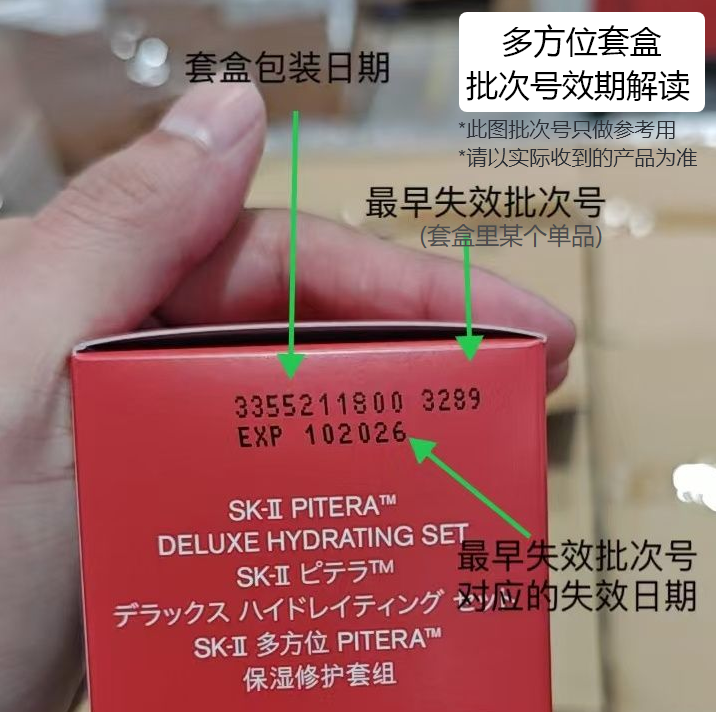 多方位套盒
批次号效期解读
*此图批次号只做参考用
*请以实际收到的产品为准
套盒包装日期
最早失效批次号
(套盒里某个单品)
3355211800 3289
EXP 102026
SK-II PITERA™
DELUXE HYDRATING SET
SK-II ピテラ™
デラックス ハイドレイティング セット
SK-II 多方位 PITERA™
保湿修护套组
最早失效批次号
对应的失效日期